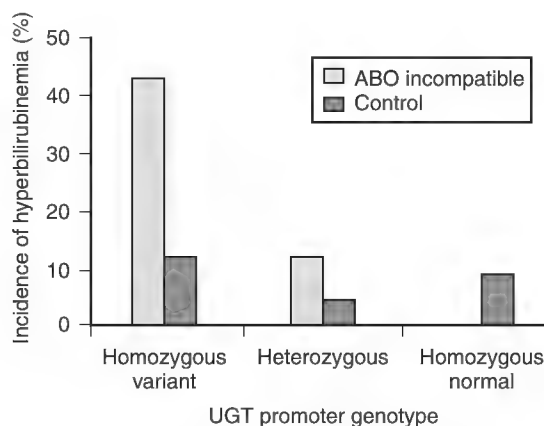 Incidence of hyperbilirubinemia (%)
50
40
30
20
10
0
ABO incompatible
Control
Homozygous
variant
Heterozygous
Homozygous
normal
UGT promoter genotype